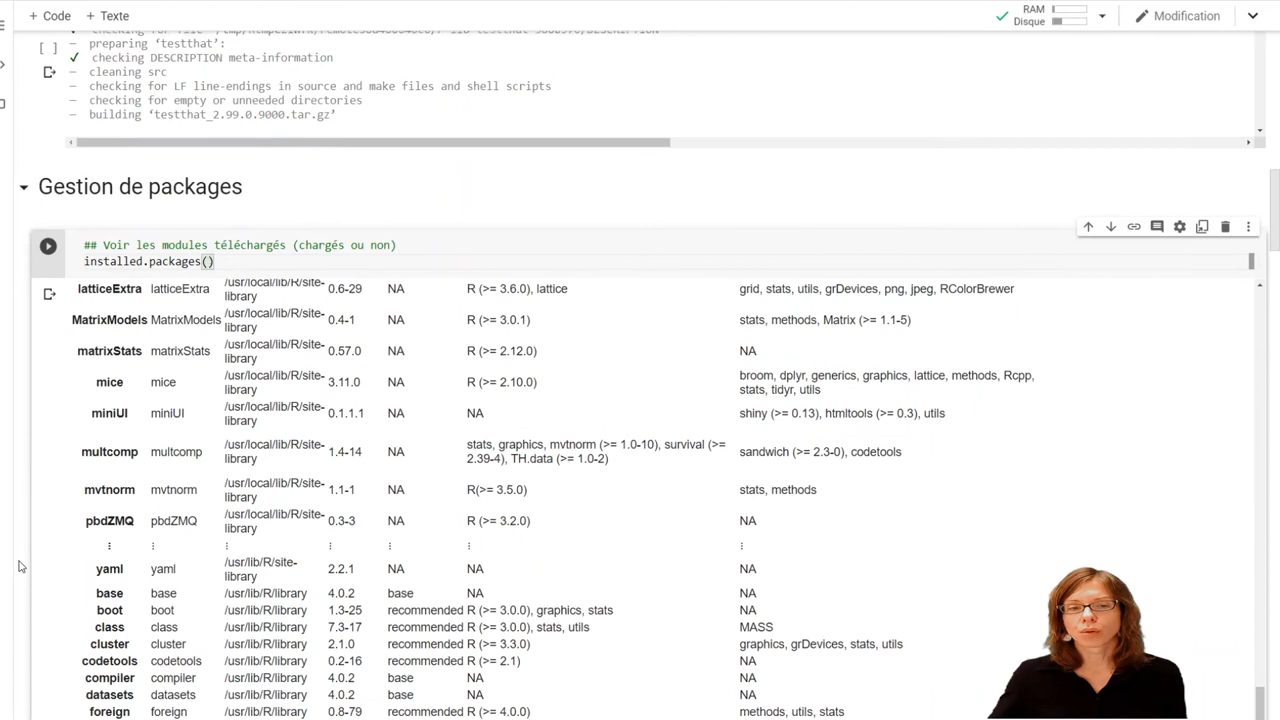 + Code + Texte
RAM
Disque
Modification
[ ]
– preparing ‘testthat’:
✔ checking DESCRIPTION meta-information
– cleaning src
– checking for LF line-endings in source and make files and shell scripts
– checking for empty or unneeded directories
– building ‘testthat_2.99.0.9000.tar.gz’
Gestion de packages
## Voir les modules téléchargés (chargés ou non)
installed.packages()
latticeExtra latticeExtra /usr/local/lib/R/site-library 0.6-29 NA R (>= 3.6.0), lattice grid, stats, utils, grDevices, png, jpeg, RColorBrewer
MatrixModels MatrixModels /usr/local/lib/R/site-library 0.4-1 NA R (>= 3.0.1) stats, methods, Matrix (>= 1.1-5)
matrixStats matrixStats /usr/local/lib/R/site-library 0.57.0 NA R (>= 2.12.0) NA
mice mice /usr/local/lib/R/site-library 3.11.0 NA R (>= 2.10.0) broom, dplyr, generics, graphics, lattice, methods, Rcpp, stats, tidyr, utils
miniUI miniUI /usr/local/lib/R/site-library 0.1.1.1 NA NA shiny (>= 0.13), htmltools (>= 0.3), utils
multcomp multcomp /usr/local/lib/R/site-library 1.4-14 NA stats, graphics, mvtnorm (>= 1.0-10), survival (>= 2.39-4), TH.data (>= 1.0-2) sandwich (>= 2.3-0), codetools
mvtnorm mvtnorm /usr/local/lib/R/site-library 1.1-1 NA R(>= 3.5.0) stats, methods
pbdZMQ pbdZMQ /usr/local/lib/R/site-library 0.3-3 NA R (>= 3.2.0) NA
⋮ ⋮ ⋮ ⋮ ⋮ ⋮ ⋮
yaml yaml /usr/lib/R/site-library 2.2.1 NA NA NA
base base /usr/lib/R/library 4.0.2 base NA NA
boot boot /usr/lib/R/library 1.3-25 recommended R (>= 3.0.0), graphics, stats NA
class class /usr/lib/R/library 7.3-17 recommended R (>= 3.0.0), stats, utils MASS
cluster cluster /usr/lib/R/library 2.1.0 recommended R (>= 3.3.0) graphics, grDevices, stats, utils
codetools codetools /usr/lib/R/library 0.2-16 recommended R (>= 2.1) NA
compiler compiler /usr/lib/R/library 4.0.2 base NA NA
datasets datasets /usr/lib/R/library 4.0.2 base NA NA
foreign foreign /usr/lib/R/library 0.8-79 recommended R (>= 4.0.0) methods, utils, stats